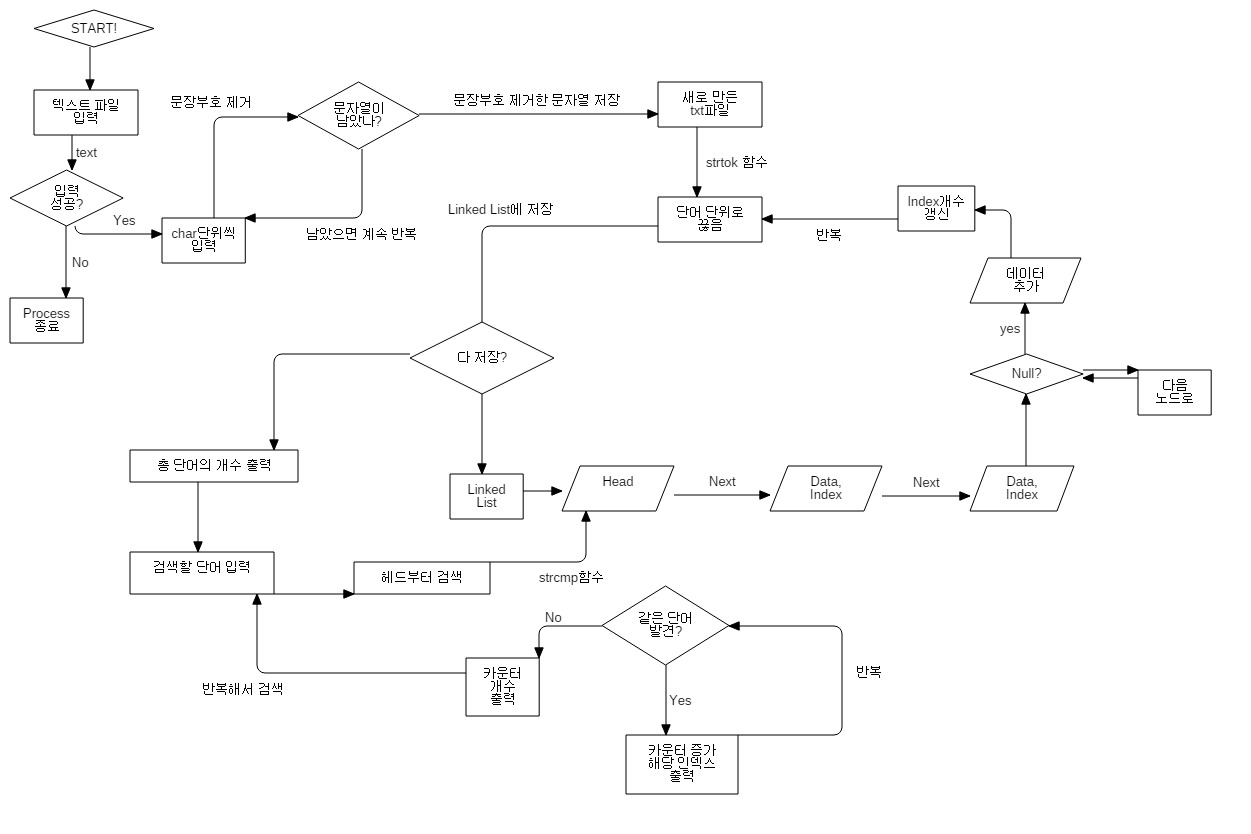 START!
텍스트 파일
입력
text
입력
성공?
Yes
No
Process
종료
char단위씩
입력
문장부호 제거
문자열이
남았나?
남았으면 계속 반복
문장부호 제거한 문자열 저장
새로 만든
txt파일
strtok 함수
단어 단위로
끊음
Linked List에 저장
반복
Index개수
갱신
데이터
추가
yes
Null?
다음
노드로
다 저장?
총 단어의 개수 출력
Linked
List
Head
Next
Data,
Index
Next
Data,
Index
검색할 단어 입력
헤드부터 검색
strcmp함수
같은 단어
발견?
No
카운터
개수
출력
반복해서 검색
Yes
카운터 증가
해당 인덱스
출력
반복